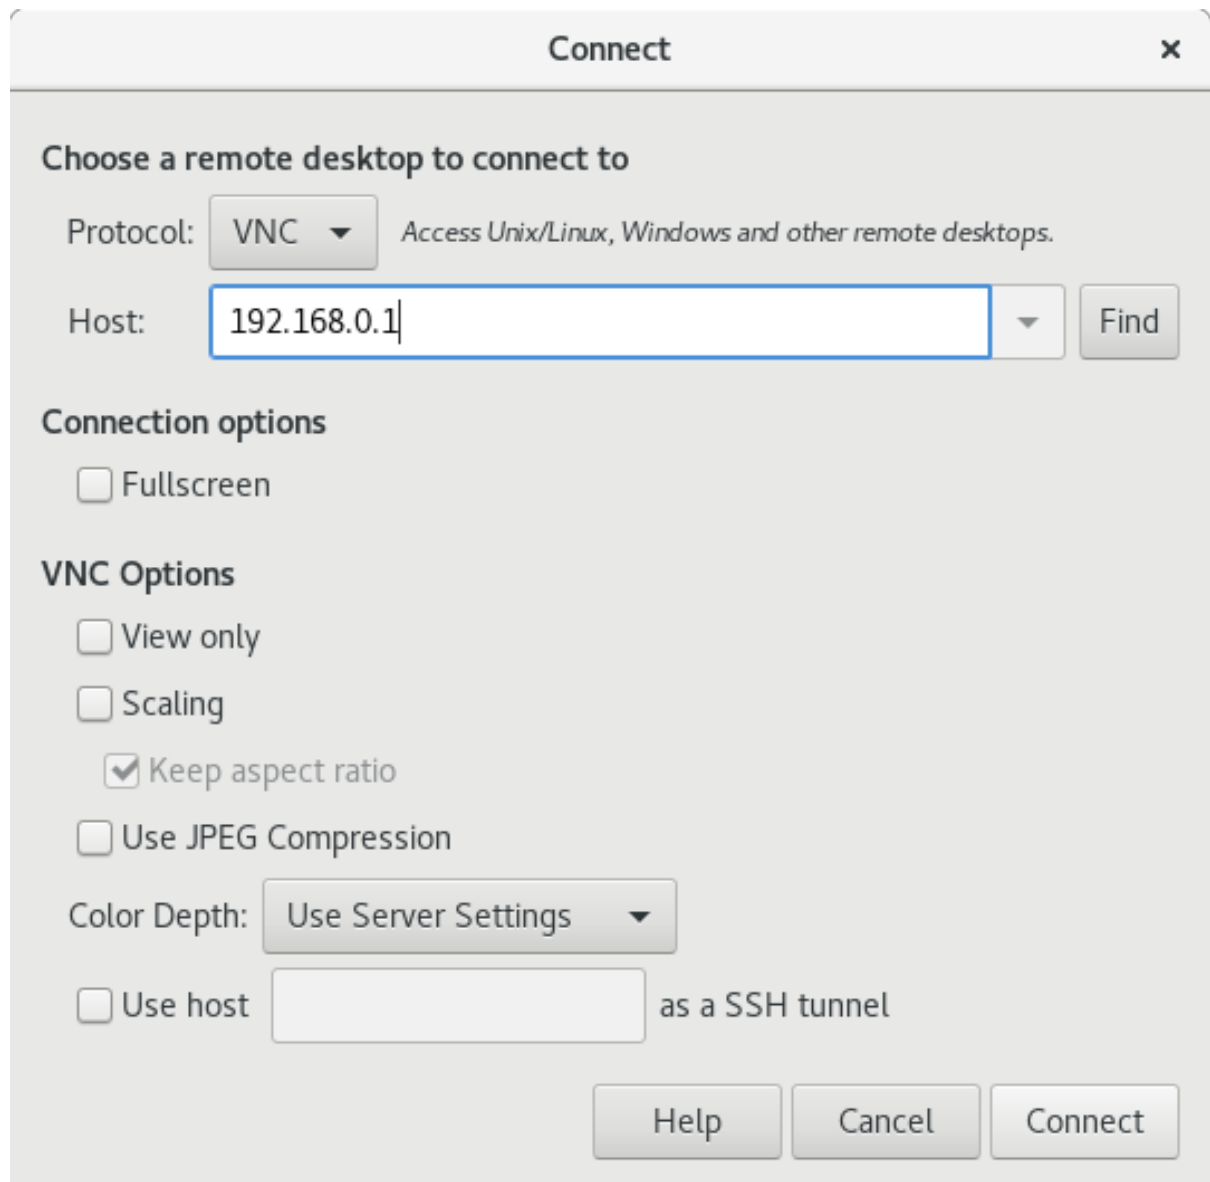 Connect
Choose a remote desktop to connect to
Protocol: VNC Access Unix/Linux, Windows and other remote desktops.
Host: 192.168.0.1 Find
Connection options
Fullscreen
VNC Options
View only
Scaling
Keep aspect ratio
Use JPEG Compression
Color Depth: Use Server Settings
Use host as a SSH tunnel
Help Cancel Connect